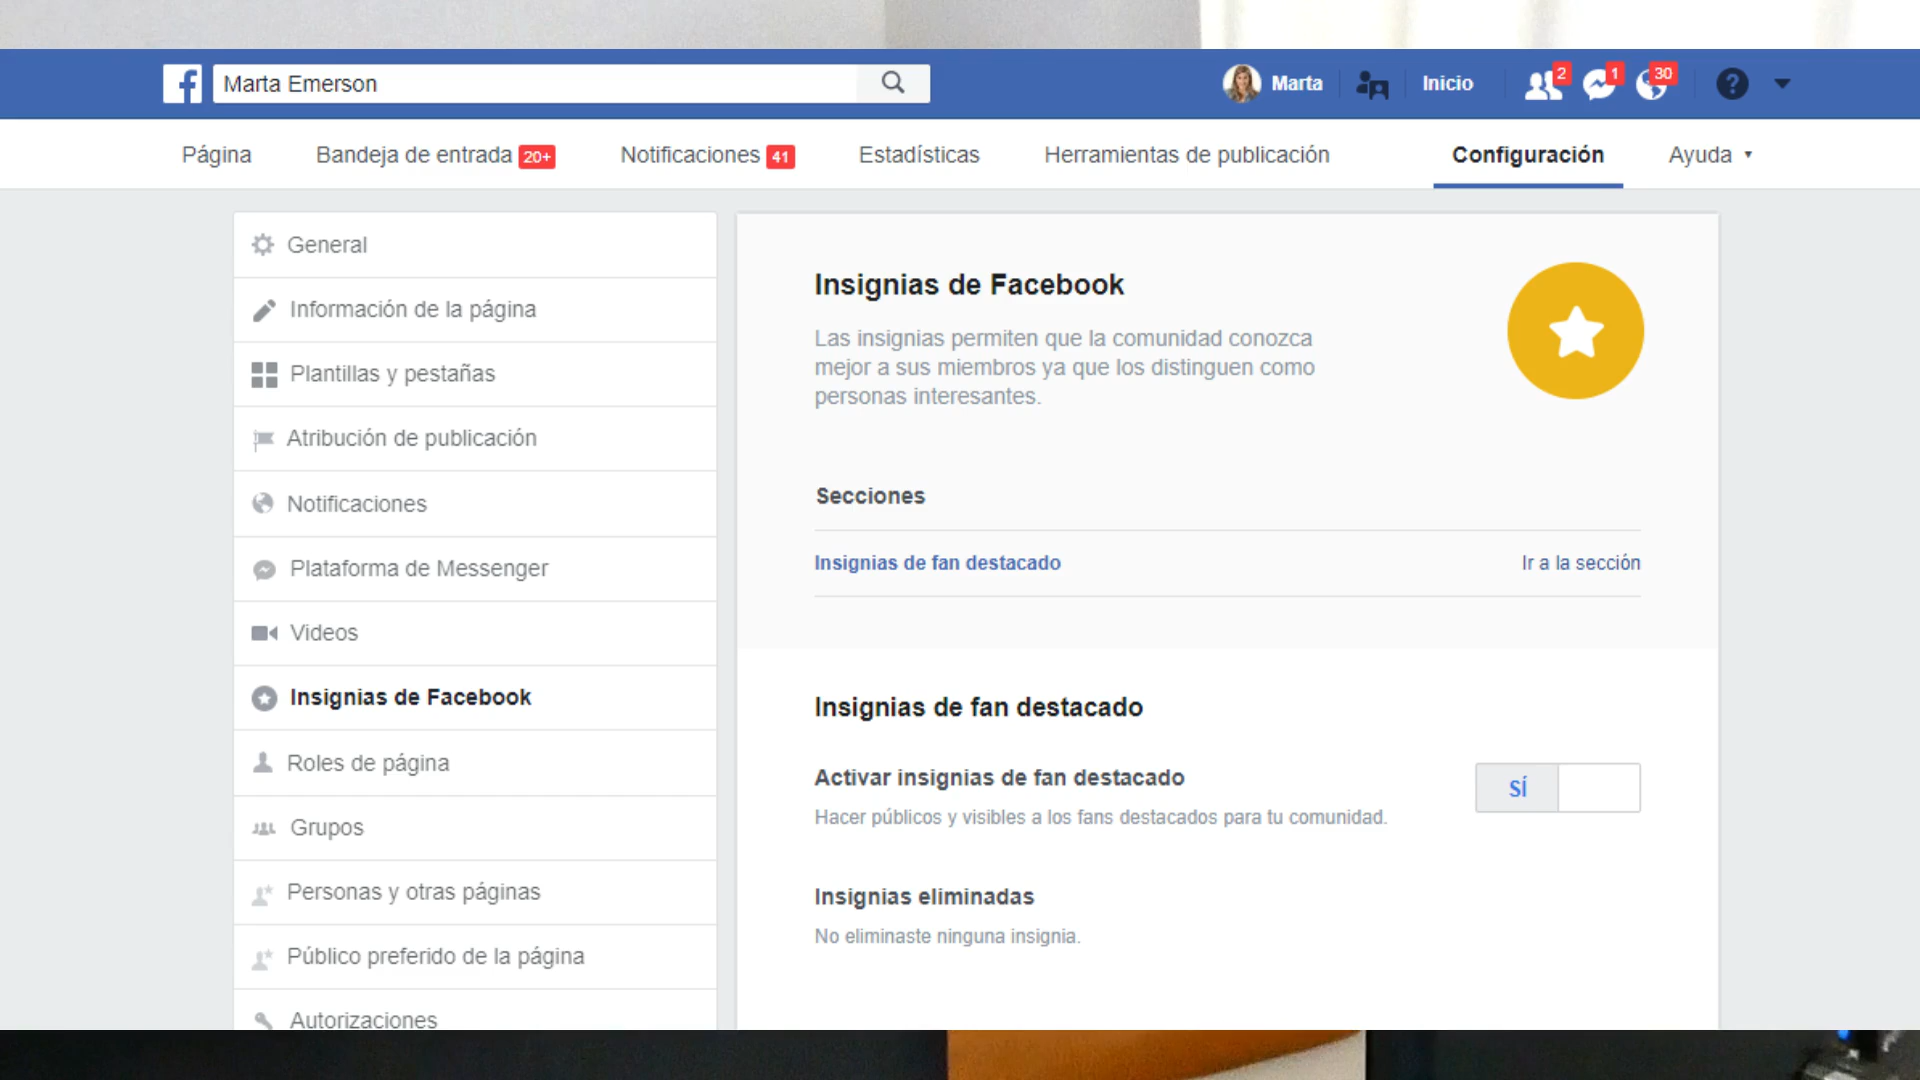 Marta Emerson
Marta
Inicio
2
1
30
?
Página
Bandeja de entrada 20+
Notificaciones 41
Estadísticas
Herramientas de publicación
Configuración
Ayuda
General
Información de la página
Plantillas y pestañas
Atribución de publicación
Notificaciones
Plataforma de Messenger
Videos
Insignias de Facebook
Roles de página
Grupos
Personas y otras páginas
Público preferido de la página
Autorizaciones
Insignias de Facebook
Las insignias permiten que la comunidad conozca
mejor a sus miembros ya que los distinguen como
personas interesantes.
Secciones
Insignias de fan destacado
Ir a la sección
Insignias de fan destacado
Activar insignias de fan destacado
SÍ
Hacer públicos y visibles a los fans destacados para tu comunidad.
Insignias eliminadas
No eliminaste ninguna insignia.